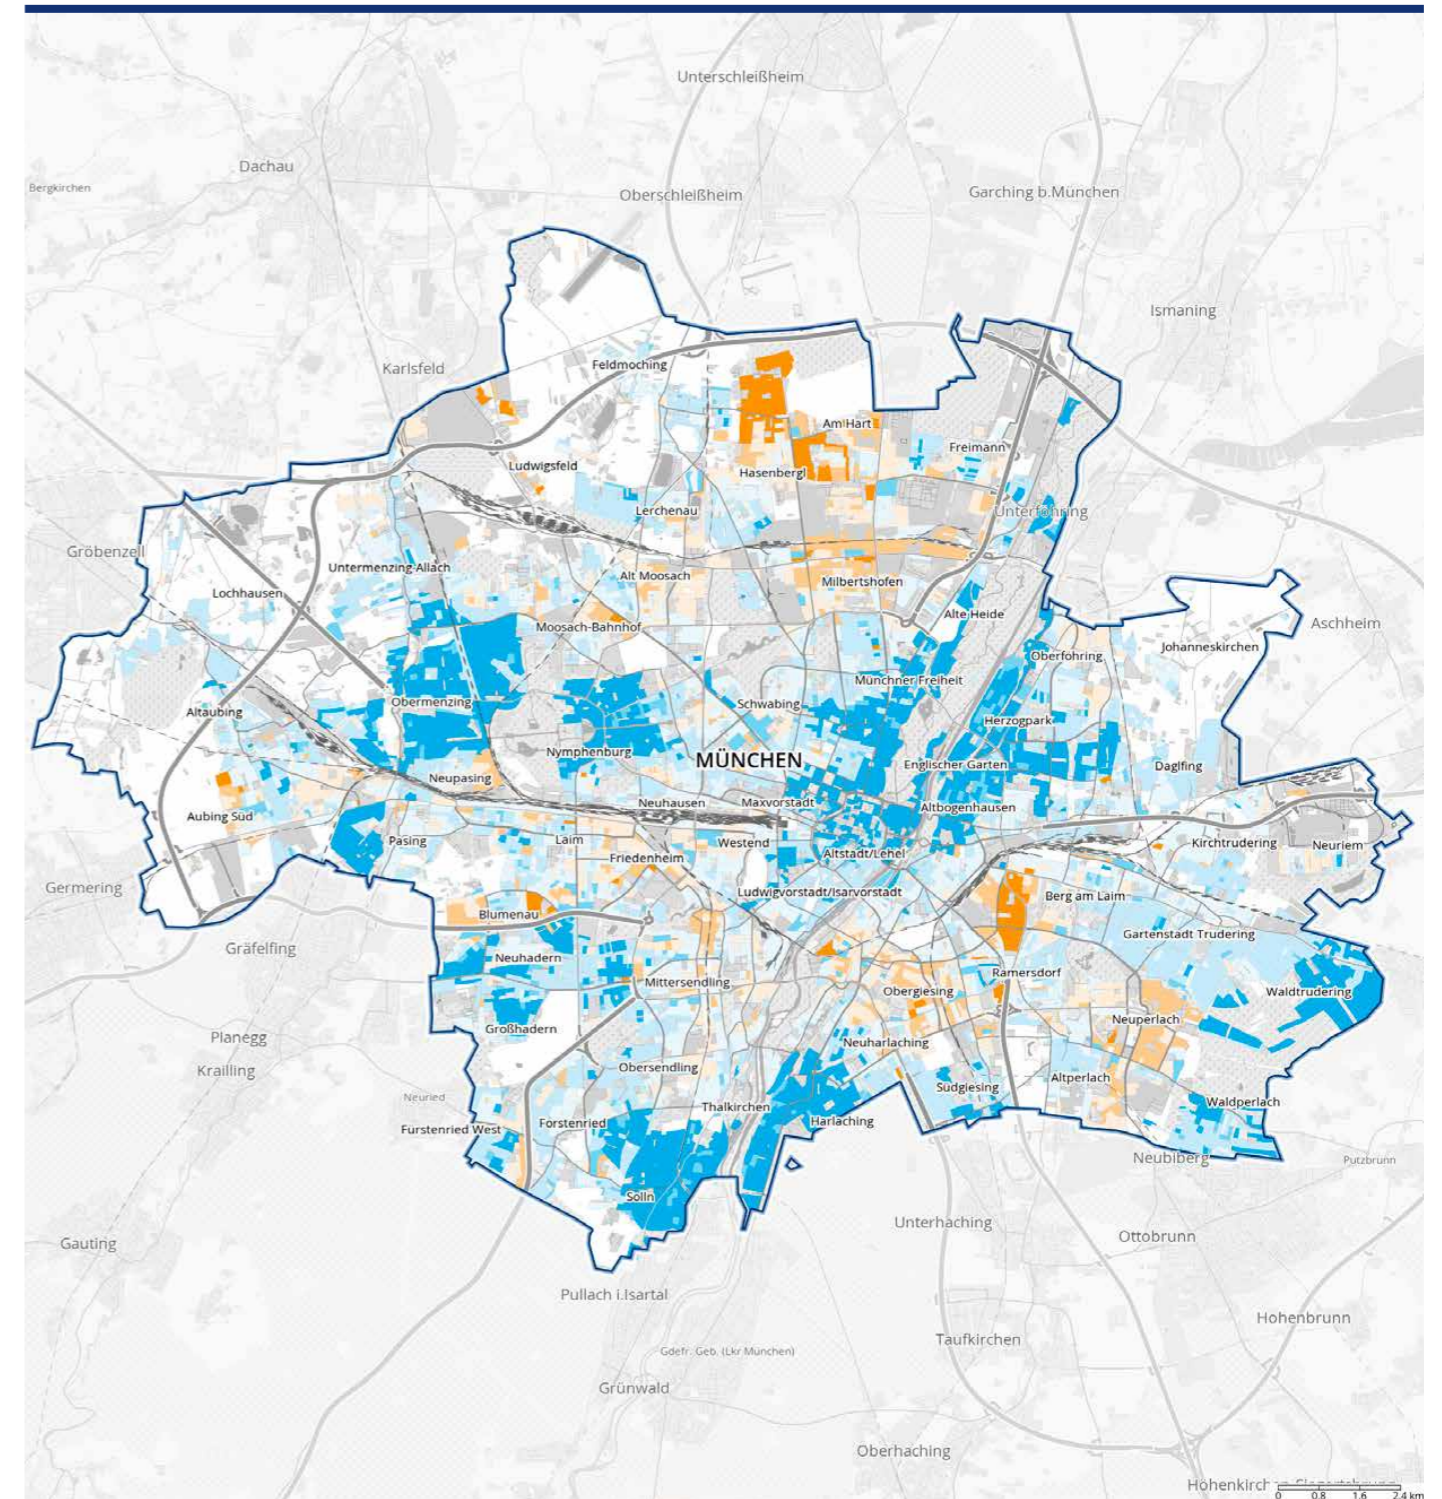 Unterschleißheim
Dachau
Bergkirchen
Oberschleißheim
Garching b.München
Ismaning
Karlsfeld
Feldmoching
Am Hart
Freimann
Ludwigsfeld
Hasenbergl
Lerchenau
Unterföhring
Gröbenzell
Untermenzing-Allach
Alt Moosach
Milbertshofen
Lochhausen
Alte Heide
Aschheim
Moosach-Bahnhof
Johanneskirchen
Oberföhring
Münchner Freiheit
Obermenzing
Schwabing
Altaubing
Herzogpark
Nymphenburg
MÜNCHEN
Englischer Garten
Daglfing
Neupasing
Neuhausen
Maxvorstadt
Altbogenhausen
Aubing Süd
Pasing
Laim
Westend
Kirchtrudering
Neuriem
Friedenheim
Altstadt/Lehel
Germering
Ludwigvorstadt/Isarvorstadt
Berg am Laim
Blumenau
Gartenstadt Trudering
Gräfelfing
Neuhadern
Ramersdorf
Mittersendling
Obergiesing
Waldtrudering
Großhadern
Neuperlach
Planegg
Neuharlaching
Krailling
Obersendling
Altperlach
Südgiesing
Neuried
Thalkirchen
Waldperlach
Fürstenried West
Forstenried
Harlaching
Neubiberg
Putzbrunn
Solln
Unterhaching
Gauting
Ottobrunn
Pullach i.Isartal
Hohenbrunn
Taufkirchen
Gdefr. Geb. (Lkr München)
Grünwald
Oberhaching
0 0.8 1.6 2.4 km